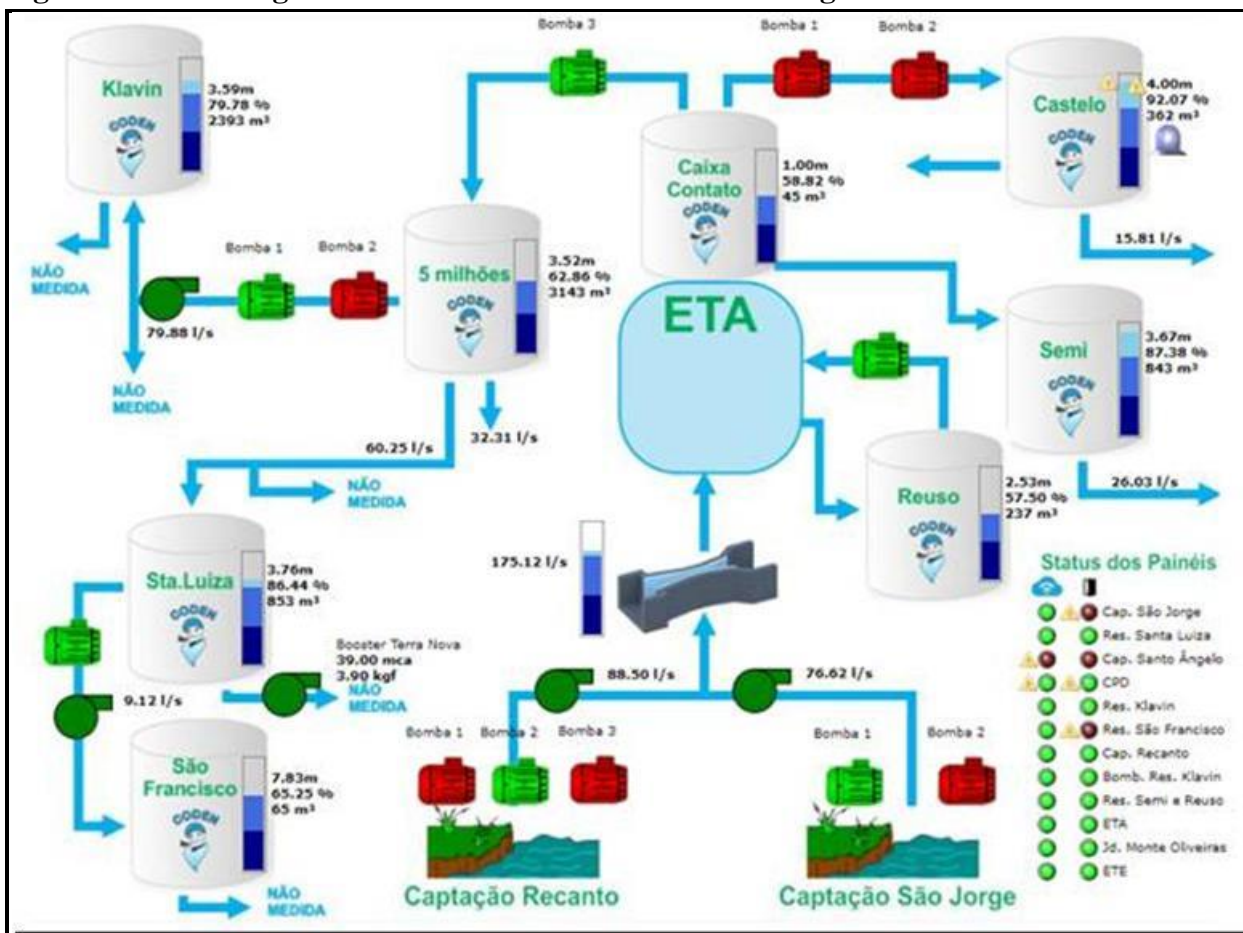 Bomba 3
Bomba 1
Bomba 2
Klavin
3.59m
79.78 %
2393 m³
CODEN
NÃO
MEDIDA
Castelo
4.00m
92.07 %
362 m³
15.81 l/s
Caixa
Contato
CODEN
1.00m
58.82 %
45 m³
Bomba 1
Bomba 2
79.88 l/s
NÃO
MEDIDA
5 milhões
CODEN
3.52m
62.86 %
3143 m³
ETA
Semi
CODEN
3.67m
87.38 %
843 m³
26.03 l/s
60.25 l/s
32.31 l/s
NÃO
MEDIDA
Reuso
CODEN
2.53m
57.50 %
237 m³
Sta.Luiza
CODEN
3.76m
86.44 %
853 m³
175.12 l/s
Booster Terra Nova
39.00 mca
3.90 kgf
NÃO
MEDIDA
9.12 l/s
88.50 l/s
76.62 l/s
São
Francisco
CODEN
7.83m
65.25 %
65 m³
NÃO
MEDIDA
Bomba 1
Bomba 2
Bomba 3
Captação Recanto
Bomba 1
Bomba 2
Captação São Jorge
Status dos Painéis
Cap. São Jorge
Res. Santa Luiza
Cap. Santo Ângelo
CPD
Res. Klavin
Res. São Francisco
Cap. Recanto
Bomb. Res. Klavin
Res. Semi e Reuso
ETA
Jd. Monte Oliveiras
ETE